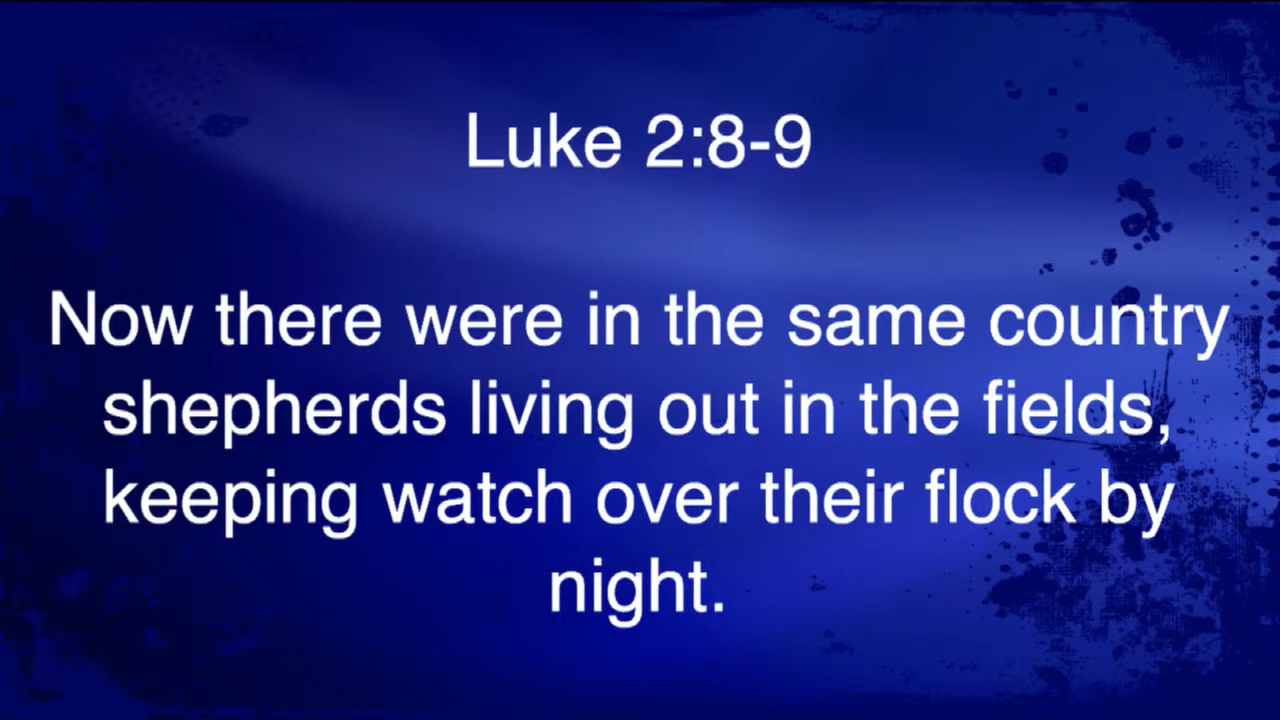 Luke 2:8-9
Now there were in the same country
shepherds living out in the fields,
keeping watch over their flock by
night.